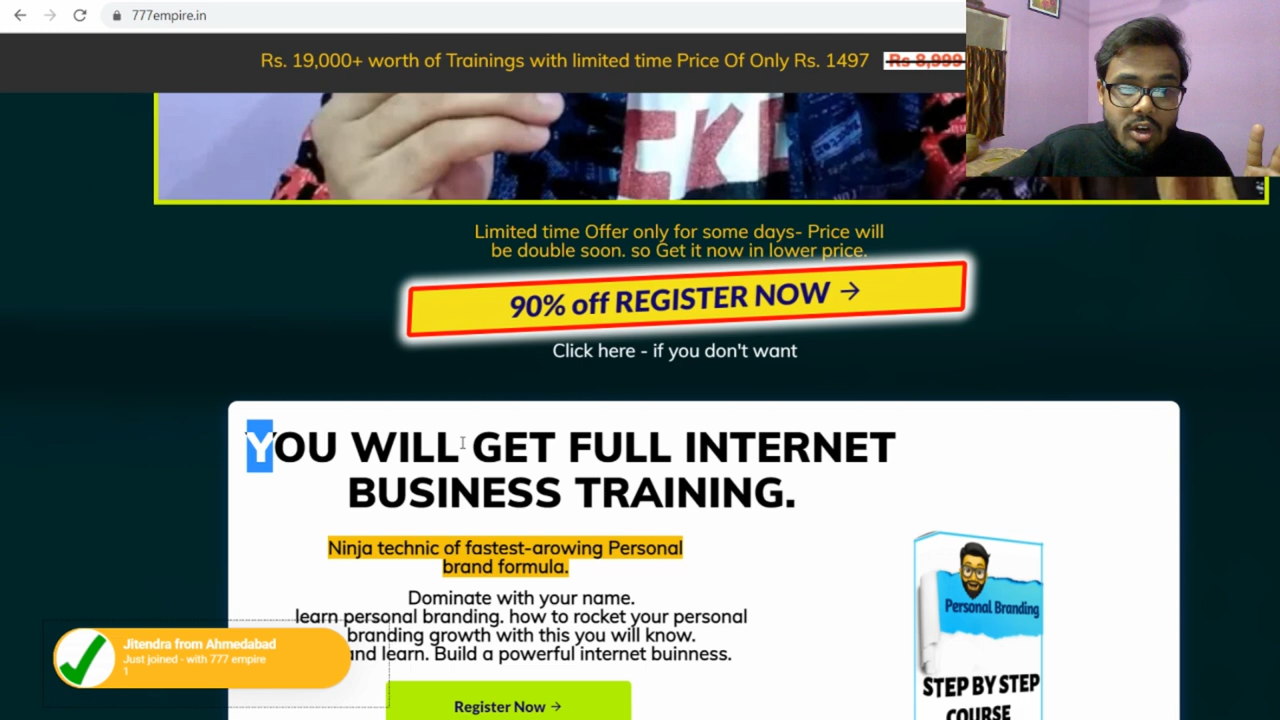 777empire.in
Rs. 19,000+ worth of Trainings with limited time Price Of Only Rs. 1497 Rs 8,999
Limited time Offer only for some days- Price will
be double soon. so Get it now in lower price.
90% off REGISTER NOW →
Click here - if you don't want
YOU WILL GET FULL INTERNET
BUSINESS TRAINING.
Ninja technic of fastest-arowing Personal
brand formula.
Dominate with your name.
learn personal branding. how to rocket your personal
branding growth with this you will know.
and learn. Build a powerful internet buinness.
Register Now →
Jitendra from Ahmedabad
Just joined - with 777 empire
1
Personal Branding
STEP BY STEP
COURSE